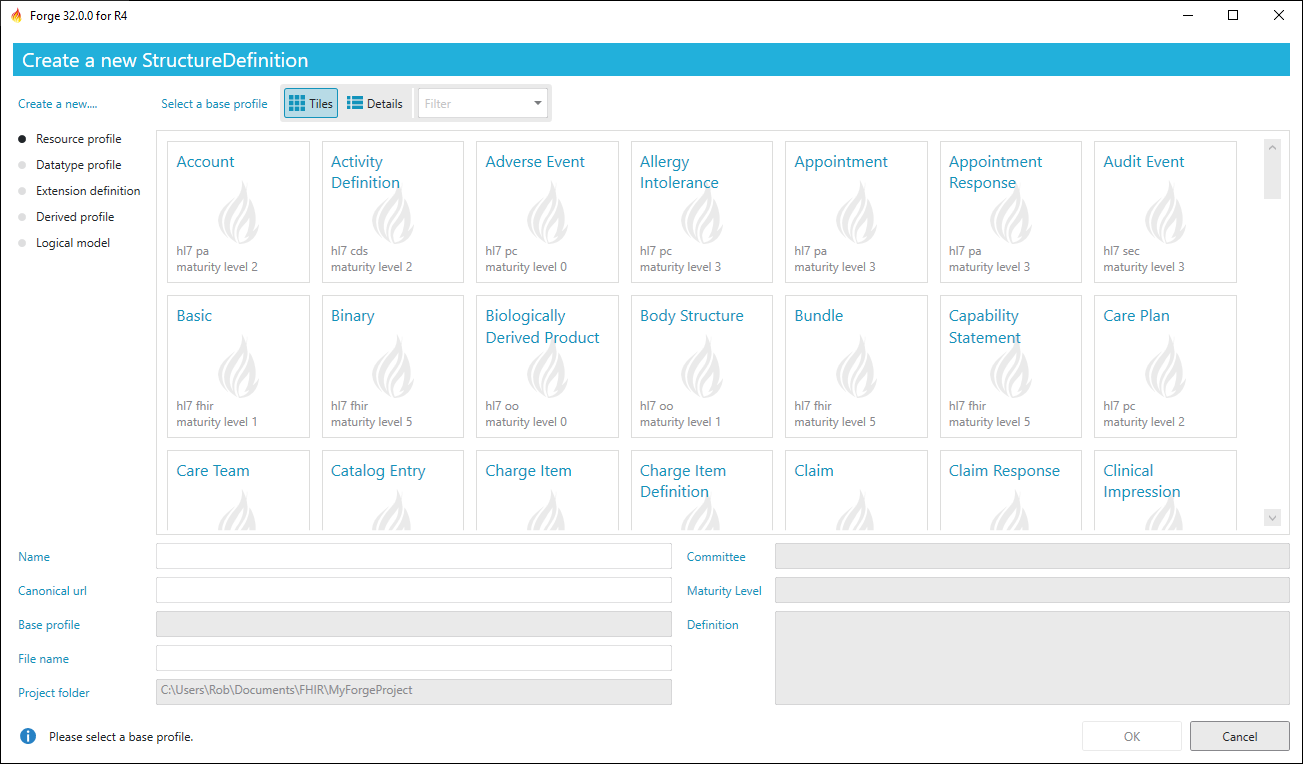 Forge 32.0.0 for R4
Create a new StructureDefinition
Create a new....
Select a base profile
Tiles
Details
Filter
Resource profile
Datatype profile
Extension definition
Derived profile
Logical model
Account
hl7 pa
maturity level 2
Activity
Definition
hl7 cds
maturity level 2
Adverse Event
hl7 pc
maturity level 0
Allergy
Intolerance
hl7 pc
maturity level 3
Appointment
hl7 pa
maturity level 3
Appointment
Response
hl7 pa
maturity level 3
Audit Event
hl7 sec
maturity level 3
Basic
hl7 fhir
maturity level 1
Binary
hl7 fhir
maturity level 5
Biologically
Derived Product
hl7 oo
maturity level 0
Body Structure
hl7 oo
maturity level 1
Bundle
hl7 fhir
maturity level 5
Capability
Statement
hl7 fhir
maturity level 5
Care Plan
hl7 pc
maturity level 2
Care Team
Catalog Entry
Charge Item
Charge Item
Definition
Claim
Claim Response
Clinical
Impression
Name
Canonical url
Base profile
File name
Project folder
C:\Users\Rob\Documents\FHIR\MyForgeProject
Committee
Maturity Level
Definition
Please select a base profile.
OK
Cancel